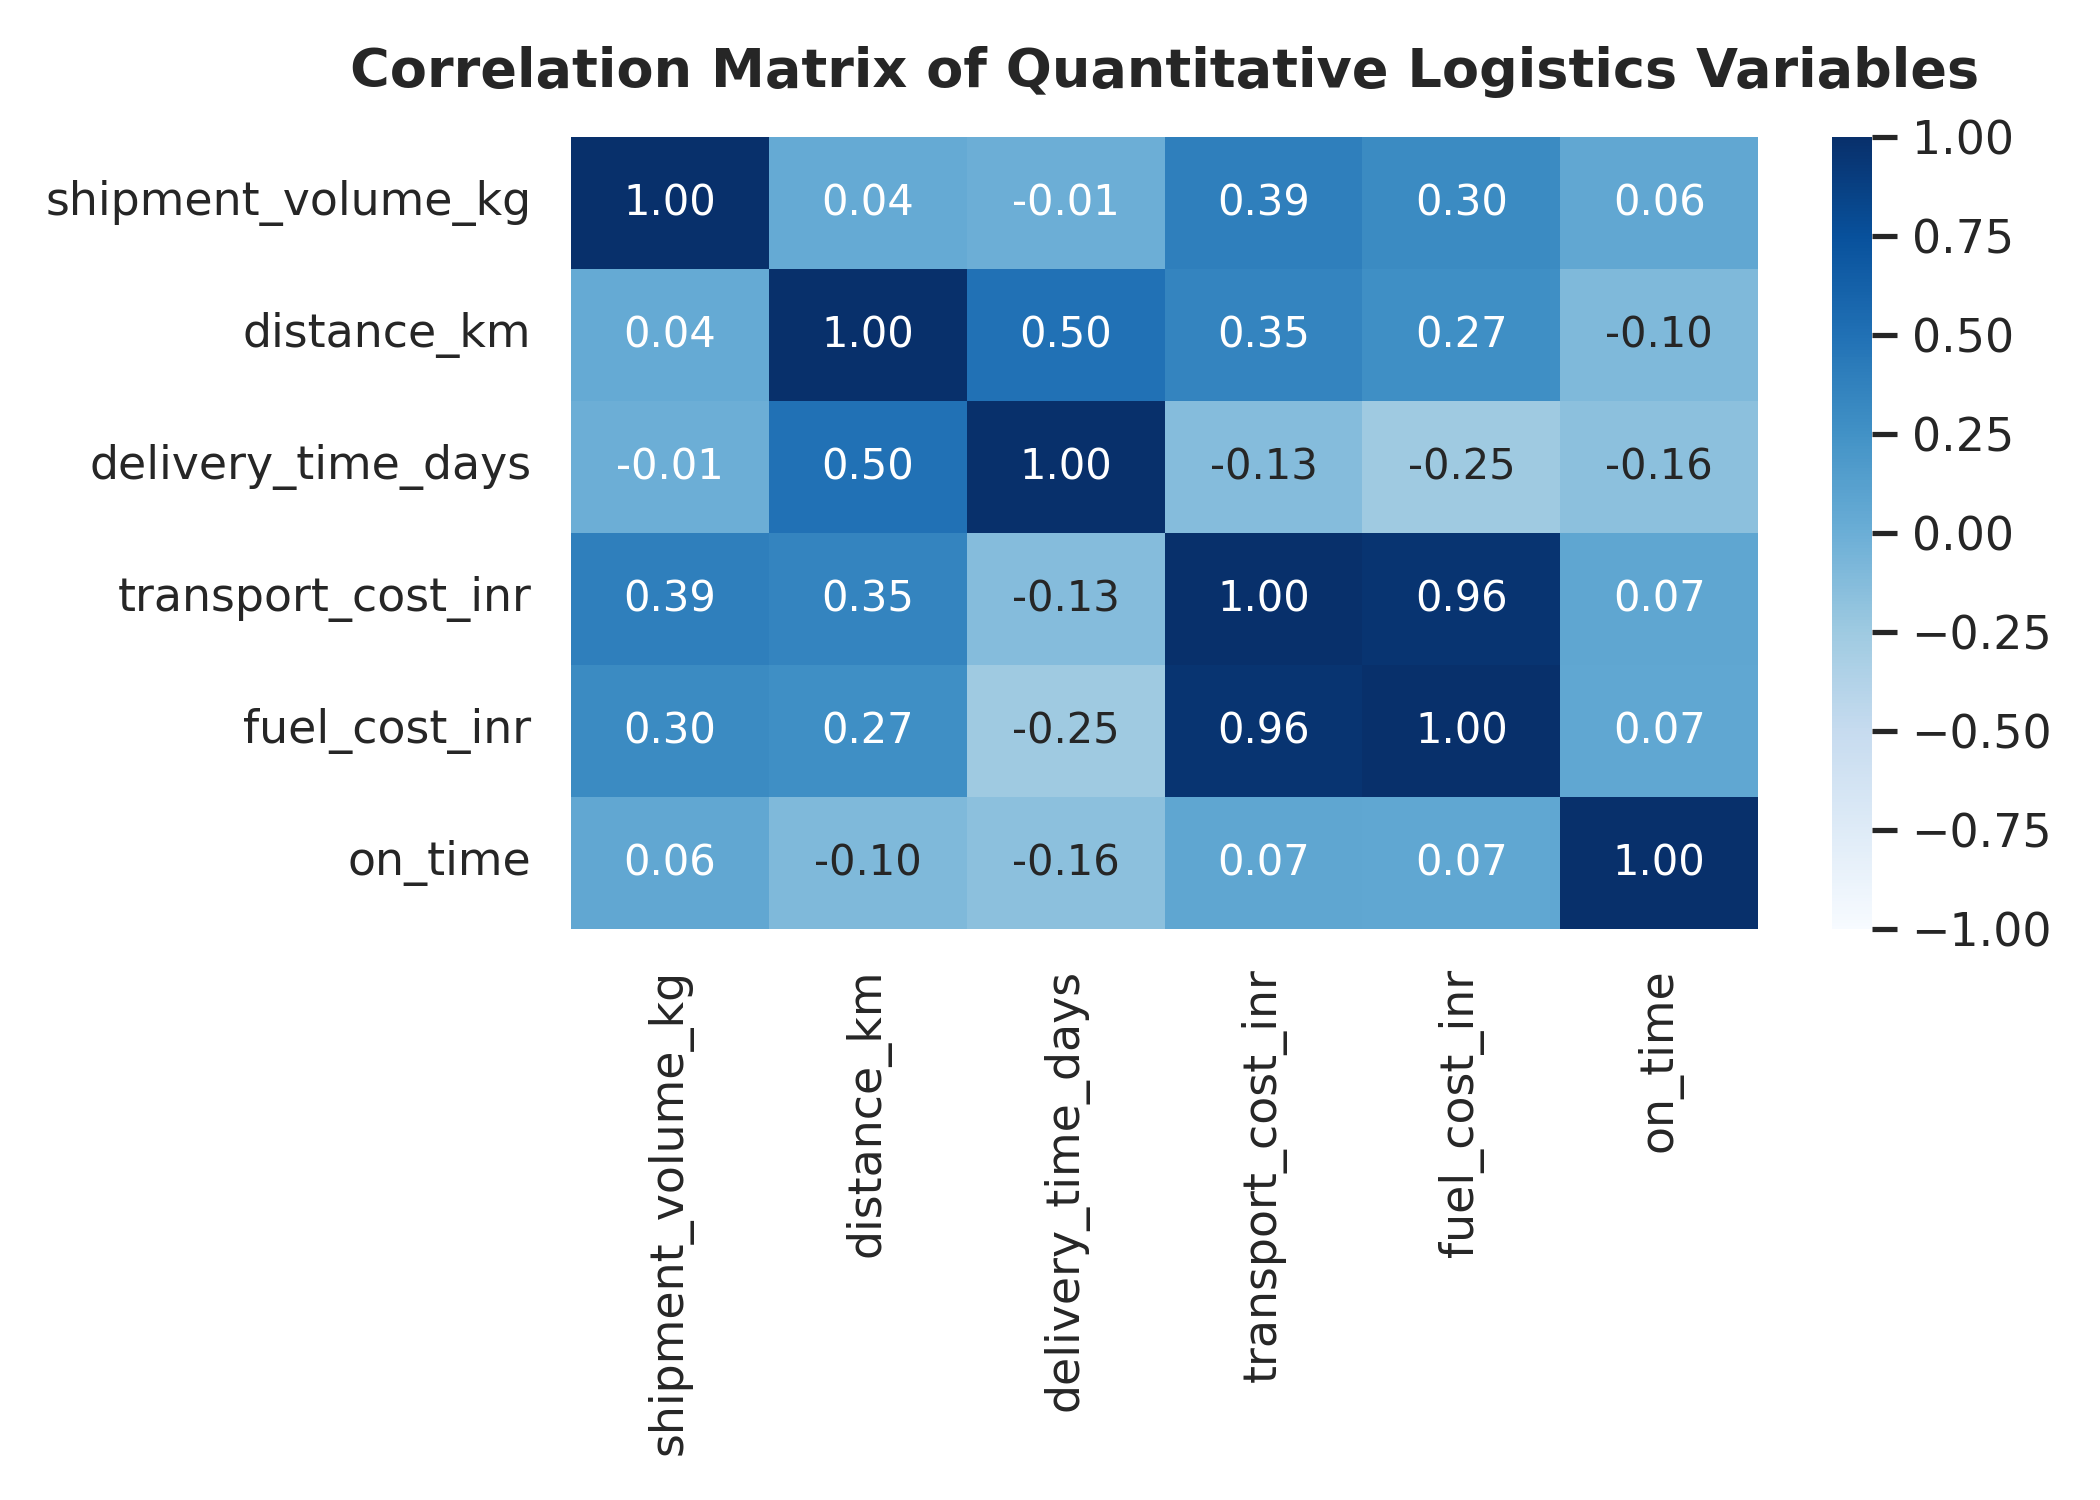 Correlation Matrix of Quantitative Logistics Variables
shipment_volume_kg 1.00 0.04 -0.01 0.39 0.30 0.06
distance_km 0.04 1.00 0.50 0.35 0.27 -0.10
delivery_time_days -0.01 0.50 1.00 -0.13 -0.25 -0.16
transport_cost_inr 0.39 0.35 -0.13 1.00 0.96 0.07
fuel_cost_inr 0.30 0.27 -0.25 0.96 1.00 0.07
on_time 0.06 -0.10 -0.16 0.07 0.07 1.00
shipment_volume_kg
distance_km
delivery_time_days
transport_cost_inr
fuel_cost_inr
on_time
1.00
0.75
0.50
0.25
0.00
−0.25
−0.50
−0.75
−1.00